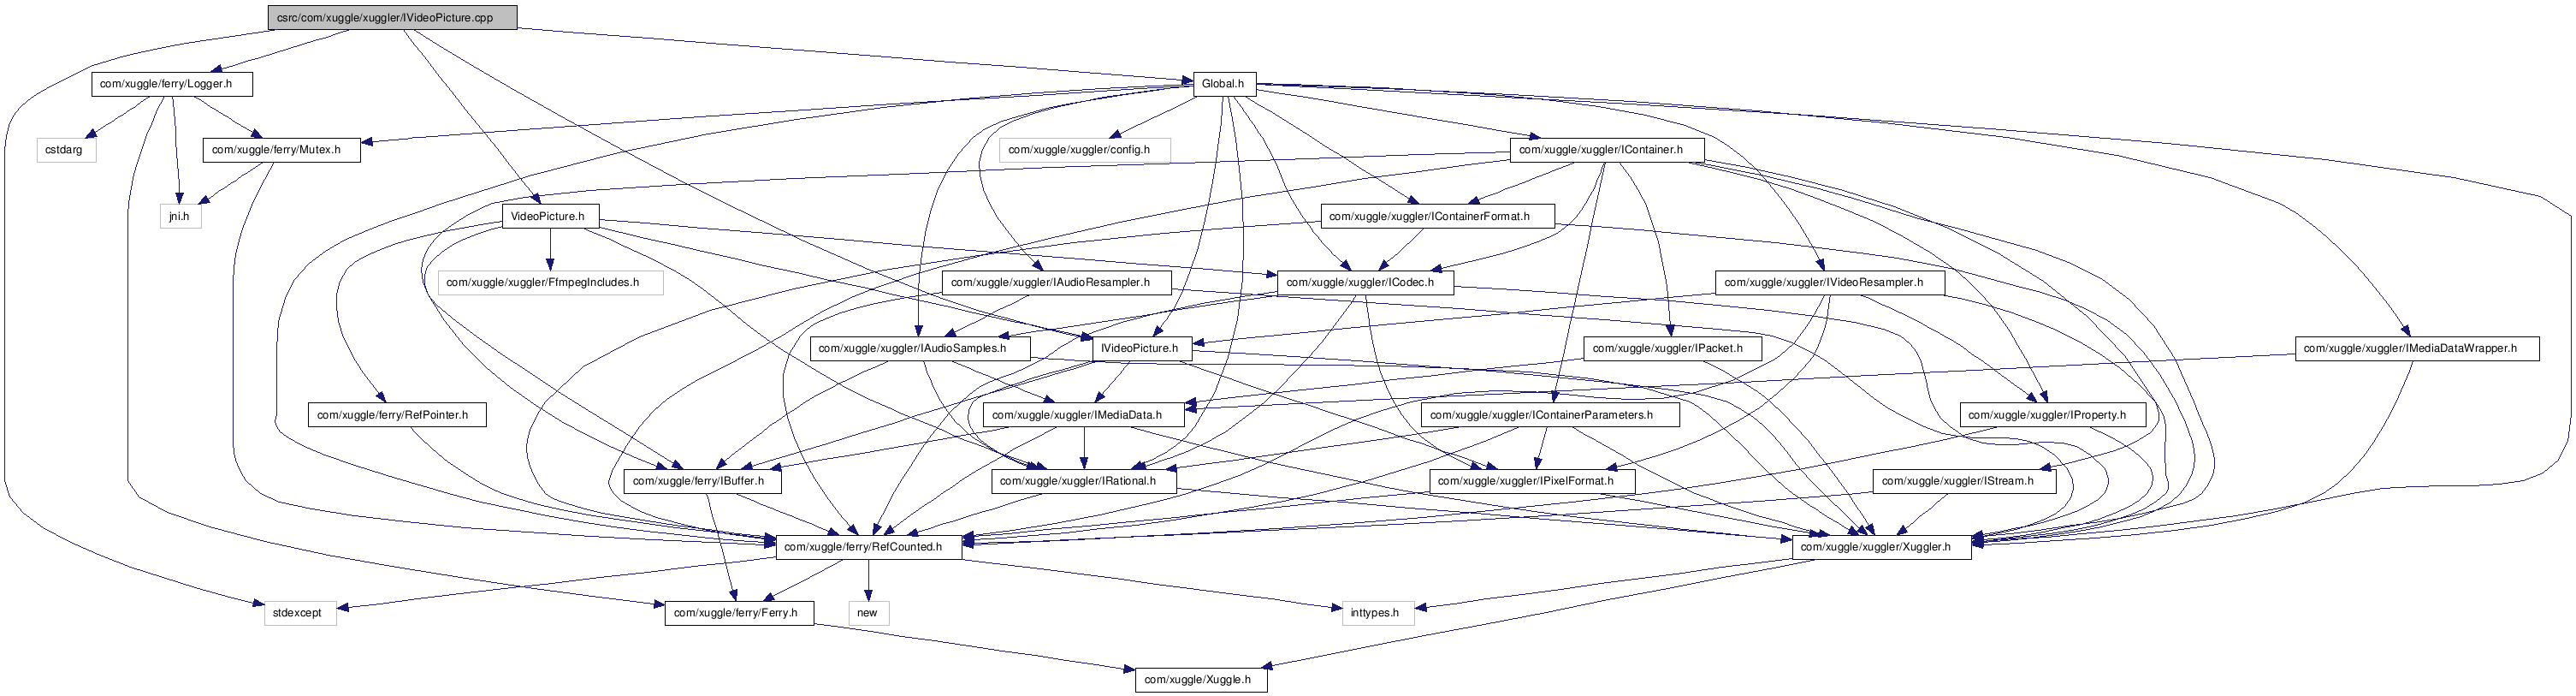 csrc/com/xuggle/xuggler/IVideoPicture.cpp
com/xuggle/ferry/Logger.h
Global.h
cstdarg
com/xuggle/ferry/Mutex.h
com/xuggle/xuggler/config.h
com/xuggle/xuggler/IContainer.h
jni.h
VideoPicture.h
com/xuggle/xuggler/IContainerFormat.h
com/xuggle/xuggler/FfmpegIncludes.h
com/xuggle/xuggler/IAudioResampler.h
com/xuggle/xuggler/ICodec.h
com/xuggle/xuggler/IVideoResampler.h
com/xuggle/xuggler/IAudioSamples.h
IVideoPicture.h
com/xuggle/xuggler/IPacket.h
com/xuggle/xuggler/IMediaDataWrapper.h
com/xuggle/ferry/RefPointer.h
com/xuggle/xuggler/IMediaData.h
com/xuggle/xuggler/IContainerParameters.h
com/xuggle/xuggler/IProperty.h
com/xuggle/ferry/IBuffer.h
com/xuggle/xuggler/IRational.h
com/xuggle/xuggler/IPixelFormat.h
com/xuggle/xuggler/IStream.h
com/xuggle/ferry/RefCounted.h
com/xuggle/xuggler/Xuggler.h
stdexcept
com/xuggle/ferry/Ferry.h
new
inttypes.h
com/xuggle/Xuggle.h